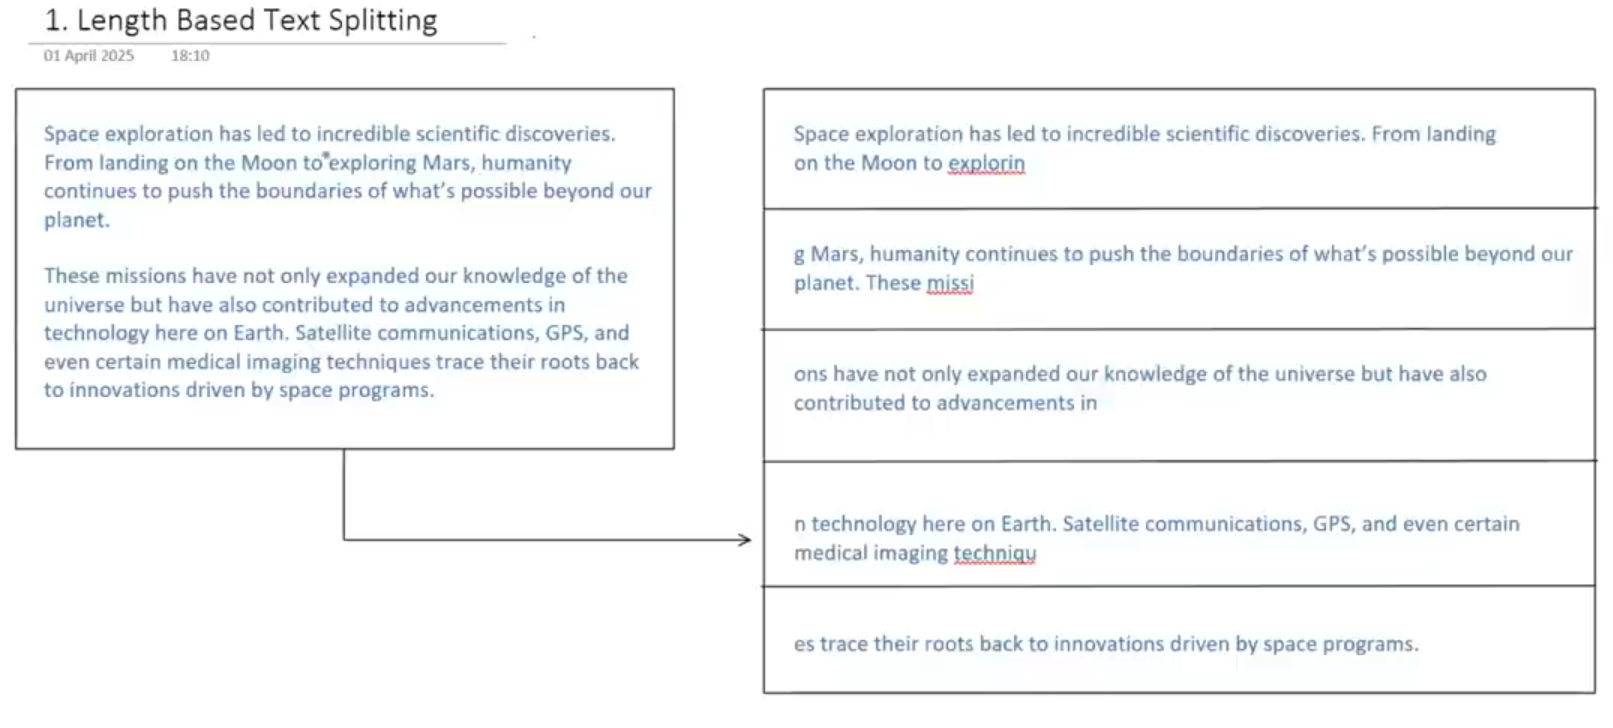 1. Length Based Text Splitting
01 April 2025 18:10
Space exploration has led to incredible scientific discoveries.
From landing on the Moon to exploring Mars, humanity
continues to push the boundaries of what's possible beyond our
planet.
These missions have not only expanded our knowledge of the
universe but have also contributed to advancements in
technology here on Earth. Satellite communications, GPS, and
even certain medical imaging techniques trace their roots back
to innovations driven by space programs.
Space exploration has led to incredible scientific discoveries. From landing
on the Moon to explorin
g Mars, humanity continues to push the boundaries of what's possible beyond our
planet. These missi
ons have not only expanded our knowledge of the universe but have also
contributed to advancements in
n technology here on Earth. Satellite communications, GPS, and even certain
medical imaging techniqu
es trace their roots back to innovations driven by space programs.